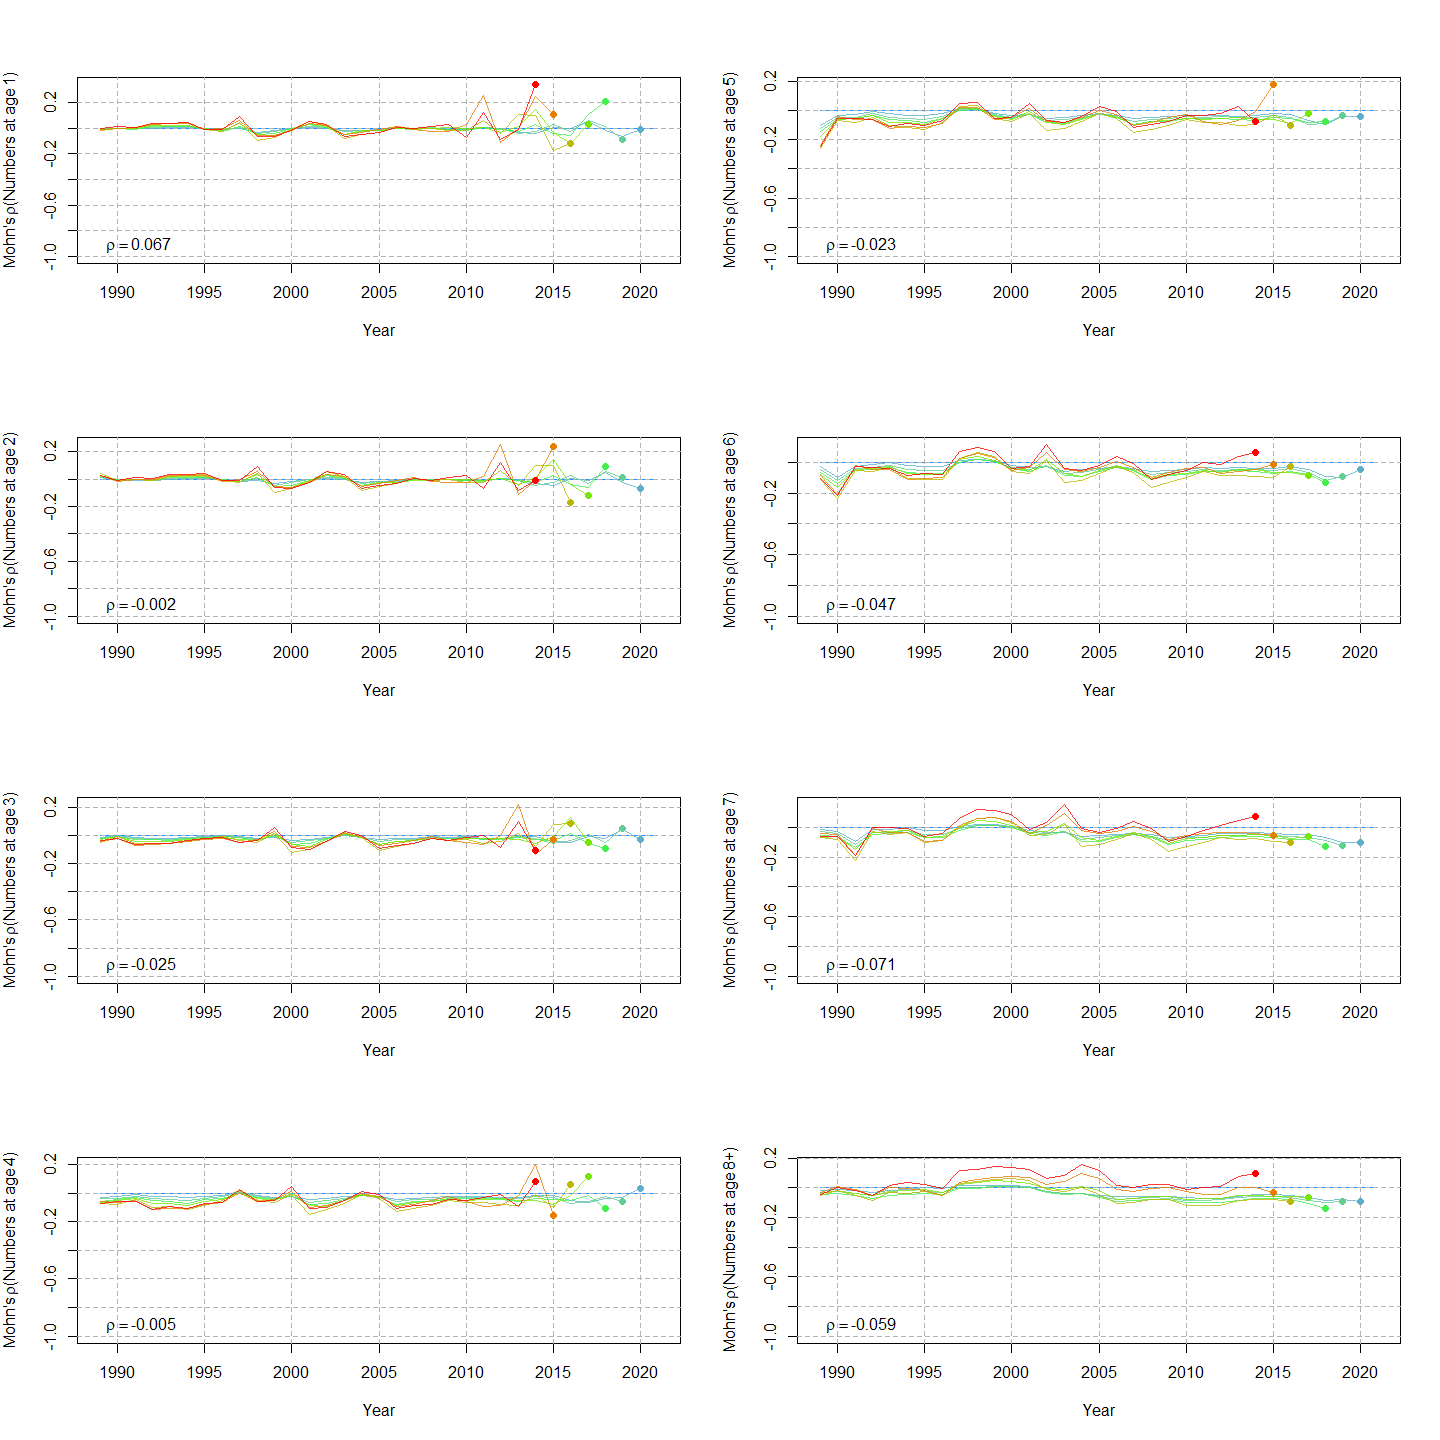 Mohn's ρ(Numbers at age 1)
0.2
-0.2
-0.6
-1.0
ρ = 0.067
1990 1995 2000 2005 2010 2015 2020
Year
Mohn's ρ(Numbers at age 5)
0.2
-0.2
-0.6
-1.0
ρ = -0.023
1990 1995 2000 2005 2010 2015 2020
Year
Mohn's ρ(Numbers at age 2)
0.2
-0.2
-0.6
-1.0
ρ = -0.002
1990 1995 2000 2005 2010 2015 2020
Year
Mohn's ρ(Numbers at age 6)
-0.2
-0.6
-1.0
ρ = -0.047
1990 1995 2000 2005 2010 2015 2020
Year
Mohn's ρ(Numbers at age 3)
0.2
-0.2
-0.6
-1.0
ρ = -0.025
1990 1995 2000 2005 2010 2015 2020
Year
Mohn's ρ(Numbers at age 7)
-0.2
-0.6
-1.0
ρ = -0.071
1990 1995 2000 2005 2010 2015 2020
Year
Mohn's ρ(Numbers at age 4)
0.2
-0.2
-0.6
-1.0
ρ = -0.005
1990 1995 2000 2005 2010 2015 2020
Year
Mohn's ρ(Numbers at age 8+)
0.2
-0.2
-0.6
-1.0
ρ = -0.059
1990 1995 2000 2005 2010 2015 2020
Year